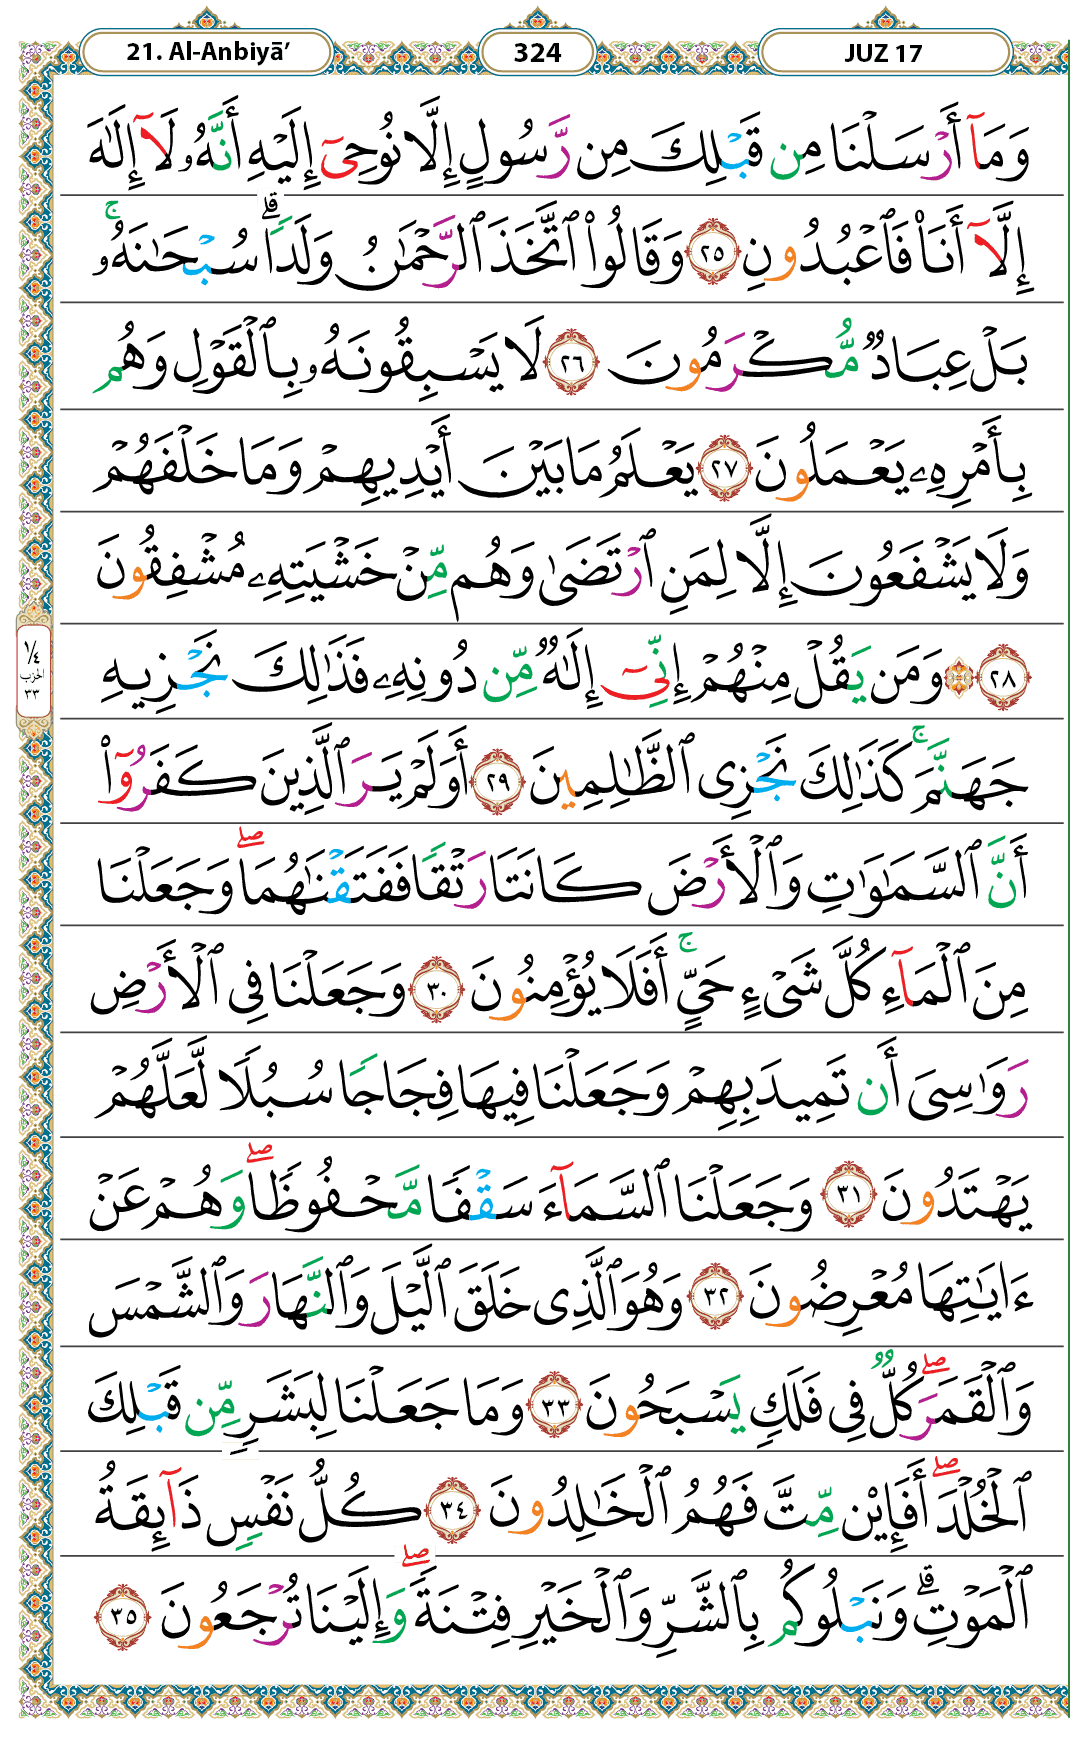 21. Al-Anbiyā’ 324 JUZ 17
وَمَآ أَرْسَلْنَا مِن قَبْلِكَ مِن رَّسُولٍ إِلَّا نُوحِىٓ إِلَيْهِ أَنَّهُۥ لَآ إِلَٰهَ
إِلَّآ أَنَا۠ فَٱعْبُدُونِ ٢٥ وَقَالُوا۟ ٱتَّخَذَ ٱلرَّحْمَٰنُ وَلَدًا ۗ سُبْحَٰنَهُۥ ۚ
بَلْ عِبَادٌ مُّكْرَمُونَ ٢٦ لَا يَسْبِقُونَهُۥ بِٱلْقَوْلِ وَهُم
بِأَمْرِهِۦ يَعْمَلُونَ ٢٧ يَعْلَمُ مَا بَيْنَ أَيْدِيهِمْ وَمَا خَلْفَهُمْ
وَلَا يَشْفَعُونَ إِلَّا لِمَنِ ٱرْتَضَىٰ وَهُم مِّنْ خَشْيَتِهِۦ مُشْفِقُونَ
٢٨ ۞ وَمَن يَقُلْ مِنْهُمْ إِنِّىٓ إِلَٰهٌ مِّن دُونِهِۦ فَذَٰلِكَ نَجْزِيهِ
جَهَنَّمَ ۚ كَذَٰلِكَ نَجْزِى ٱلظَّٰلِمِينَ ٢٩ أَوَلَمْ يَرَ ٱلَّذِينَ كَفَرُوٓا۟
أَنَّ ٱلسَّمَٰوَٰتِ وَٱلْأَرْضَ كَانَتَا رَتْقًا فَفَتَقْنَٰهُمَا ۖ وَجَعَلْنَا
مِنَ ٱلْمَآءِ كُلَّ شَىْءٍ حَىٍّ ۚ أَفَلَا يُؤْمِنُونَ ٣٠ وَجَعَلْنَا فِى ٱلْأَرْضِ
رَوَٰسِىَ أَن تَمِيدَ بِهِمْ وَجَعَلْنَا فِيهَا فِجَاجًا سُبُلًا لَّعَلَّهُمْ
يَهْتَدُونَ ٣١ وَجَعَلْنَا ٱلسَّمَآءَ سَقْفًا مَّحْفُوظًا ۖ وَهُمْ عَنْ
ءَايَٰتِهَا مُعْرِضُونَ ٣٢ وَهُوَ ٱلَّذِى خَلَقَ ٱلَّيْلَ وَٱلنَّهَارَ وَٱلشَّمْسَ
وَٱلْقَمَرَ ۖ كُلٌّ فِى فَلَكٍ يَسْبَحُونَ ٣٣ وَمَا جَعَلْنَا لِبَشَرٍ مِّن قَبْلِكَ
ٱلْخُلْدَ ۖ أَفَإِي۟ن مِّتَّ فَهُمُ ٱلْخَٰلِدُونَ ٣٤ كُلُّ نَفْسٍ ذَآئِقَةُ
ٱلْمَوْتِ ۗ وَنَبْلُوكُم بِٱلشَّرِّ وَٱلْخَيْرِ فِتْنَةً ۖ وَإِلَيْنَا تُرْجَعُونَ ٣٥
١/٤
الحزب
٣٣